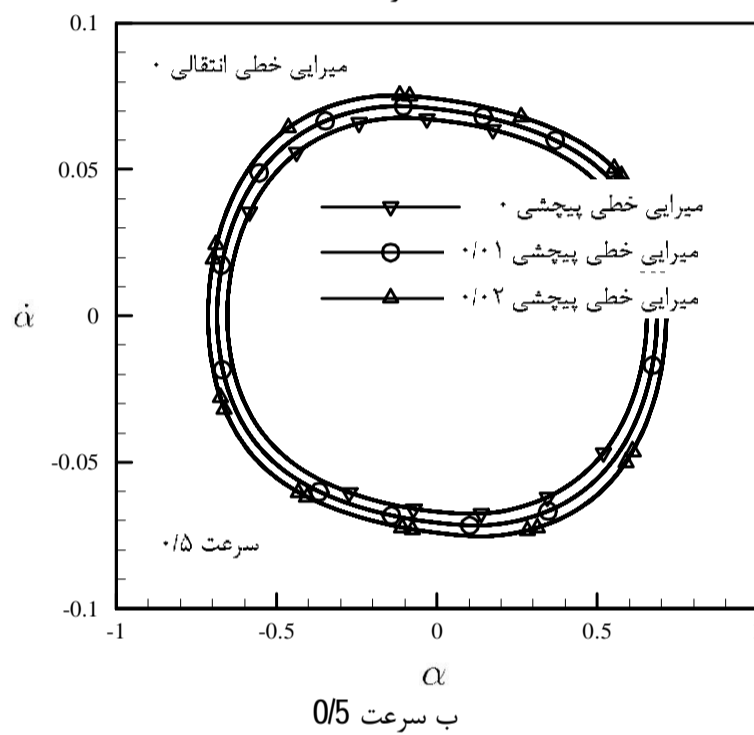 0.1
میرایی خطی انتقالی ۰
0.05
میرایی خطی پیچشی ۰
میرایی خطی پیچشی ۰/۰۱
میرایی خطی پیچشی ۰/۰۲
0
α̇
-0.05
سرعت ۰/۵
-0.1
-1 -0.5 0 0.5
α
ب سرعت 0/5